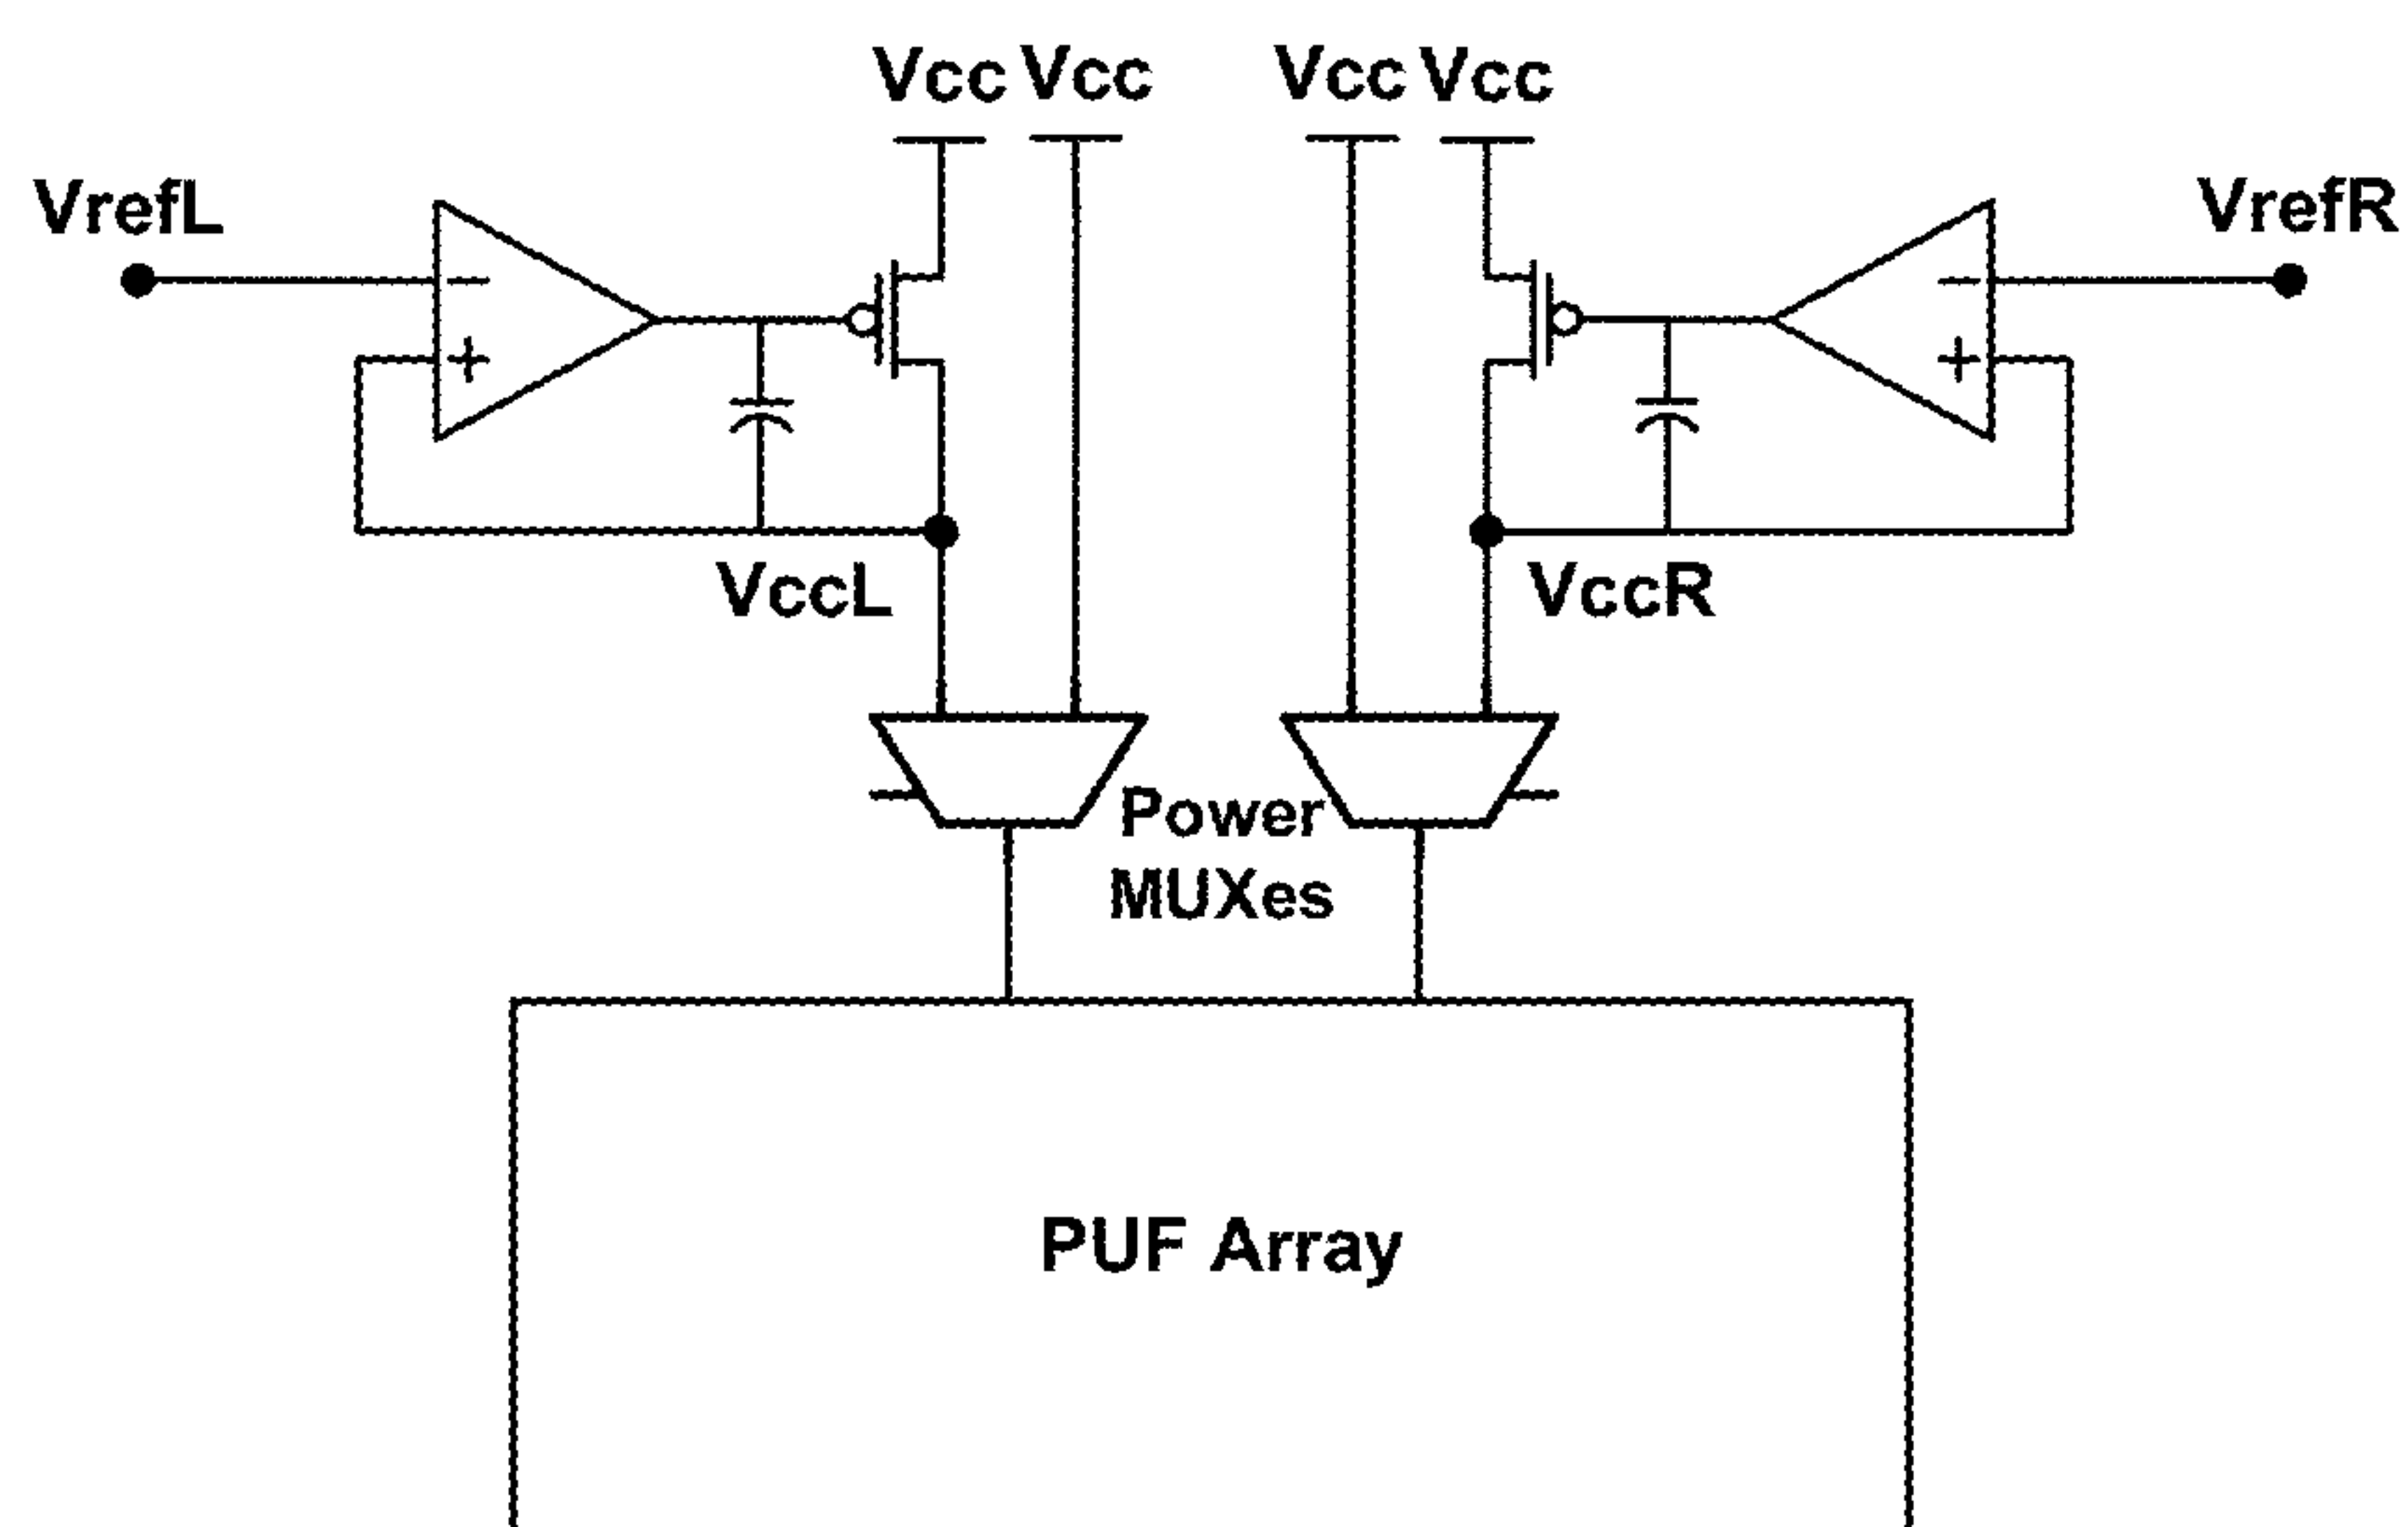 Vcc Vcc Vcc Vcc
VrefL VrefR
− −
+ +
VccL VccR
Power
MUXes
PUF Array